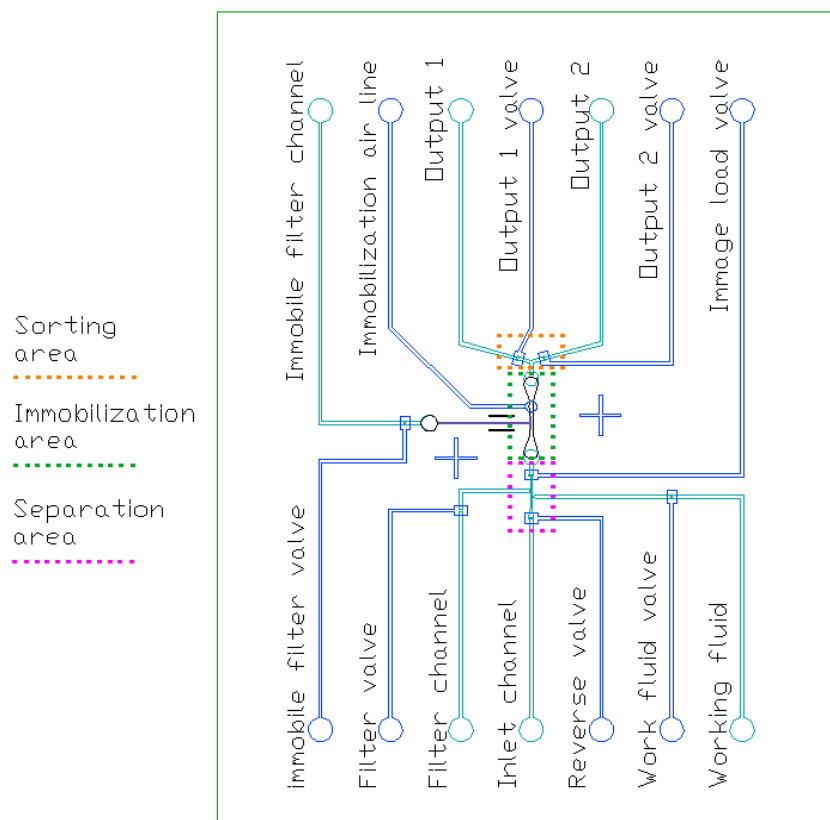 Immobile filter channel
Immobilization air line
Output 1
Output 1 valve
Output 2
Output 2 valve
Immage load valve
Sorting
area
Immobilization
area
Separation
area
immobile filter valve
Filter valve
Filter channel
Inlet channel
Reverse valve
Work fluid valve
Working fluid